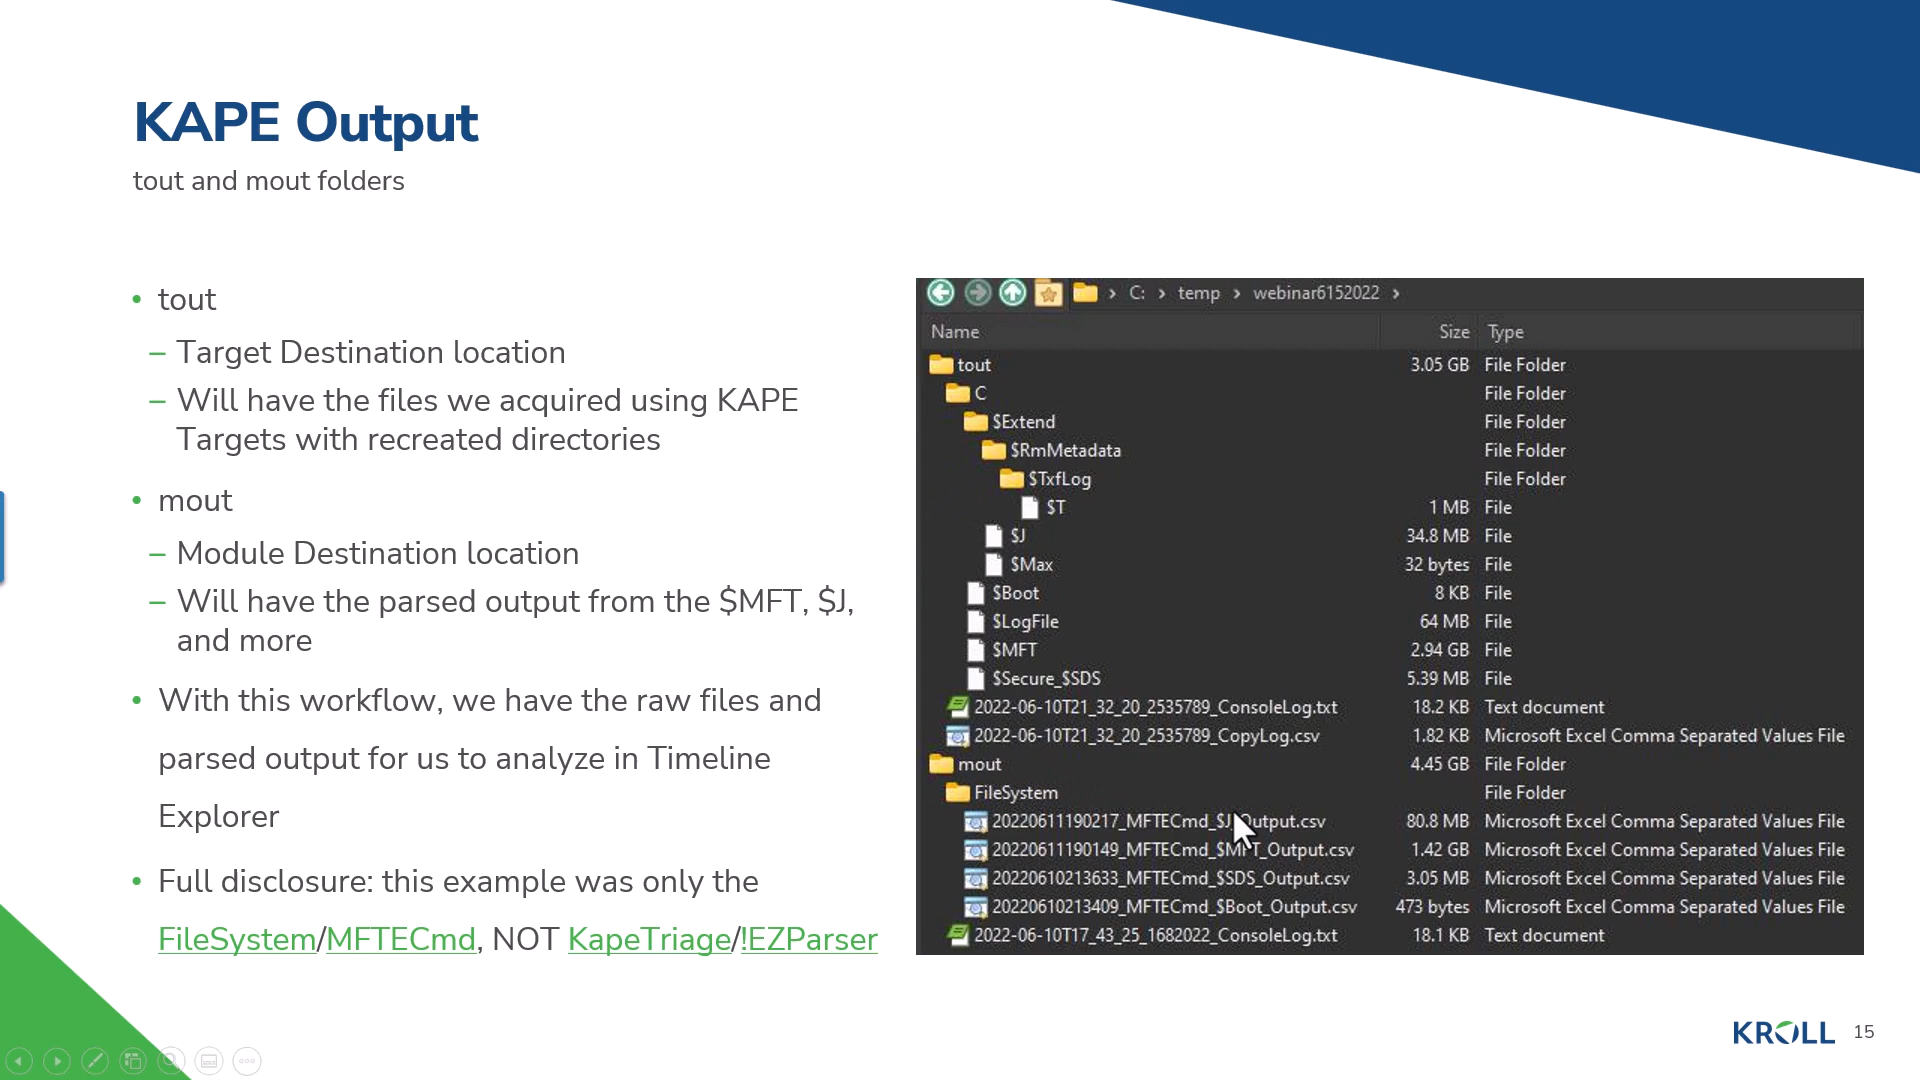 KAPE Output
tout and mout folders
• tout
– Target Destination location
– Will have the files we acquired using KAPE
Targets with recreated directories
• mout
– Module Destination location
– Will have the parsed output from the $MFT, $J,
and more
• With this workflow, we have the raw files and
parsed output for us to analyze in Timeline
Explorer
• Full disclosure: this example was only the
FileSystem/MFTECmd, NOT KapeTriage/!EZParser
› C: › temp › webinar6152022 ›
Name Size Type
tout 3.05 GB File Folder
C File Folder
$Extend File Folder
$RmMetadata File Folder
$TxfLog File Folder
$T 1 MB File
$J 34.8 MB File
$Max 32 bytes File
$Boot 8 KB File
$LogFile 64 MB File
$MFT 2.94 GB File
$Secure_$SDS 5.39 MB File
2022-06-10T21_32_20_2535789_ConsoleLog.txt 18.2 KB Text document
2022-06-10T21_32_20_2535789_CopyLog.csv 1.82 KB Microsoft Excel Comma Separated Values File
mout 4.45 GB File Folder
FileSystem File Folder
20220611190217_MFTECmd_$J_Output.csv 80.8 MB Microsoft Excel Comma Separated Values File
20220611190149_MFTECmd_$MFT_Output.csv 1.42 GB Microsoft Excel Comma Separated Values File
20220610213633_MFTECmd_$SDS_Output.csv 3.05 MB Microsoft Excel Comma Separated Values File
20220610213409_MFTECmd_$Boot_Output.csv 473 bytes Microsoft Excel Comma Separated Values File
2022-06-10T17_43_25_1682022_ConsoleLog.txt 18.1 KB Text document
KROLL 15